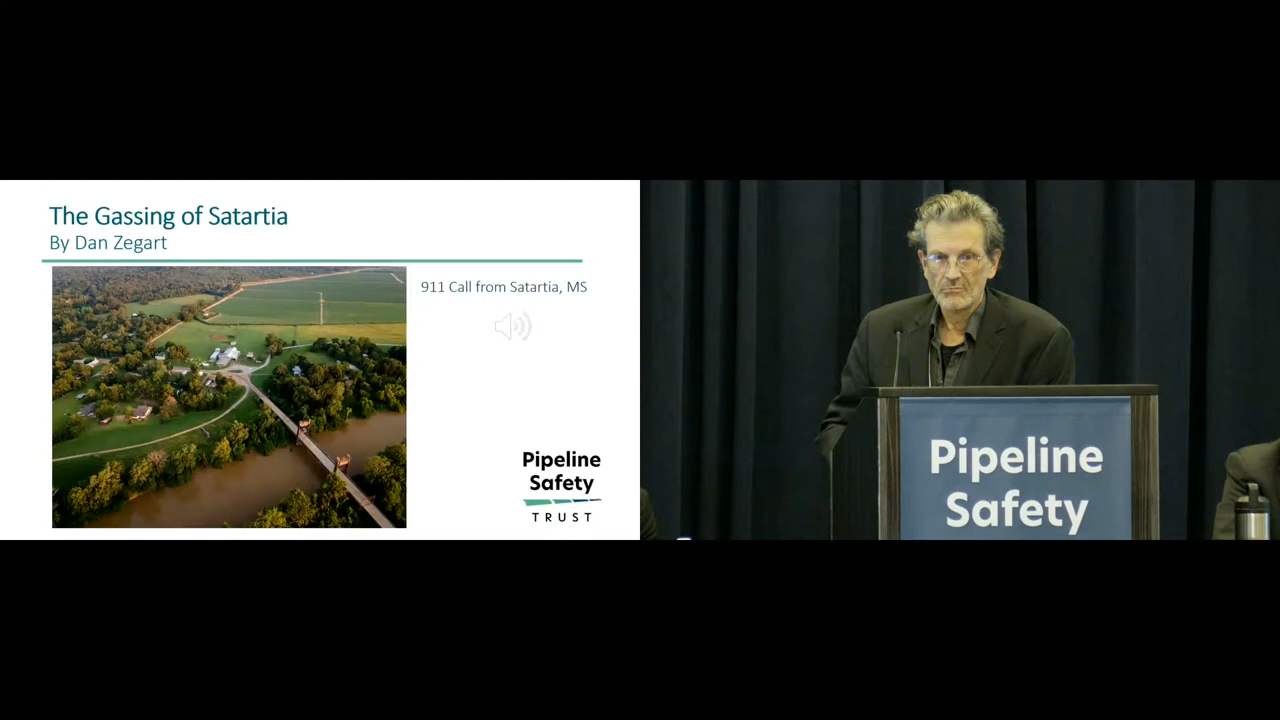 The Gassing of Satartia
By Dan Zegart
911 Call from Satartia, MS
Pipeline
Safety
TRUST
Pipeline
Safety